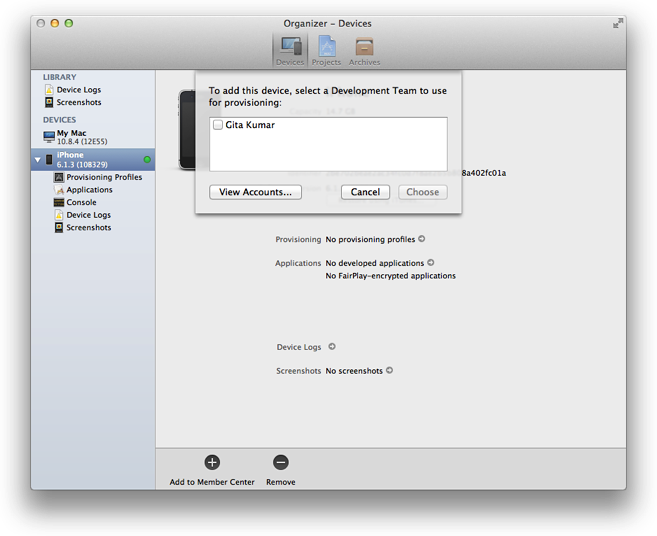 Organizer – Devices
Devices
Projects
Archives
LIBRARY
Device Logs
Screenshots
DEVICES
My Mac
10.8.4 (12E55)
iPhone
6.1.3 (10B329)
Provisioning Profiles
Applications
Console
Device Logs
Screenshots
To add this device, select a Development Team to use
for provisioning:
Gita Kumar
View Accounts...
Cancel
Choose
8a402fc01a
Provisioning No provisioning profiles
Applications No developed applications
No FairPlay-encrypted applications
Device Logs
Screenshots No screenshots
Add to Member Center
Remove